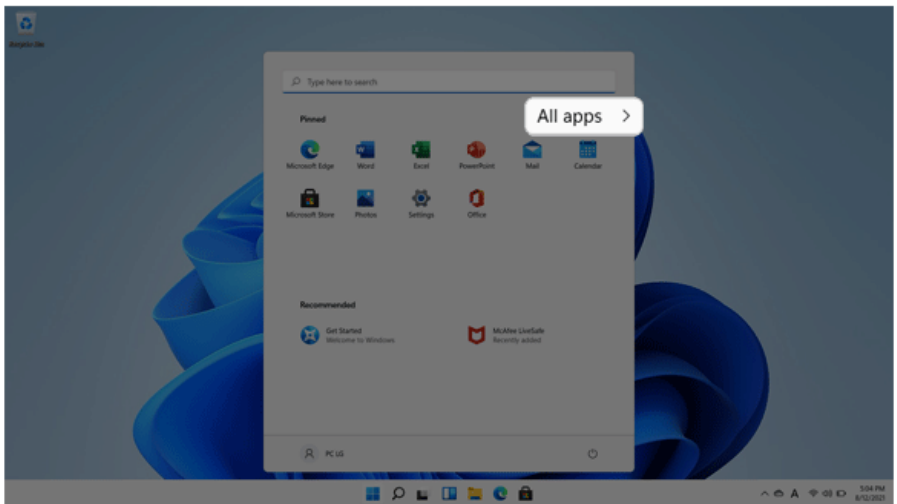 Recycle Bin
Type here to search
All apps >
Pinned
Microsoft Edge
Word
Excel
PowerPoint
Mail
Calendar
Microsoft Store
Photos
Settings
Office
Recommended
Get Started
Welcome to Windows
McAfee LiveSafe
Recently added
PC LG
A
5:04 PM
8/12/2021